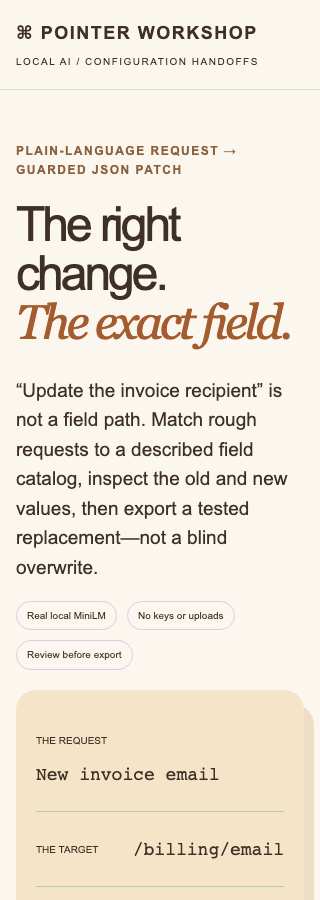 ⌘ POINTER WORKSHOP
LOCAL AI / CONFIGURATION HANDOFFS
PLAIN-LANGUAGE REQUEST →
GUARDED JSON PATCH
The right
change.
The exact field.
“Update the invoice recipient” is
not a field path. Match rough
requests to a described field
catalog, inspect the old and new
values, then export a tested
replacement—not a blind
overwrite.
Real local MiniLM
No keys or uploads
Review before export
THE REQUEST
New invoice email
THE TARGET /billing/email